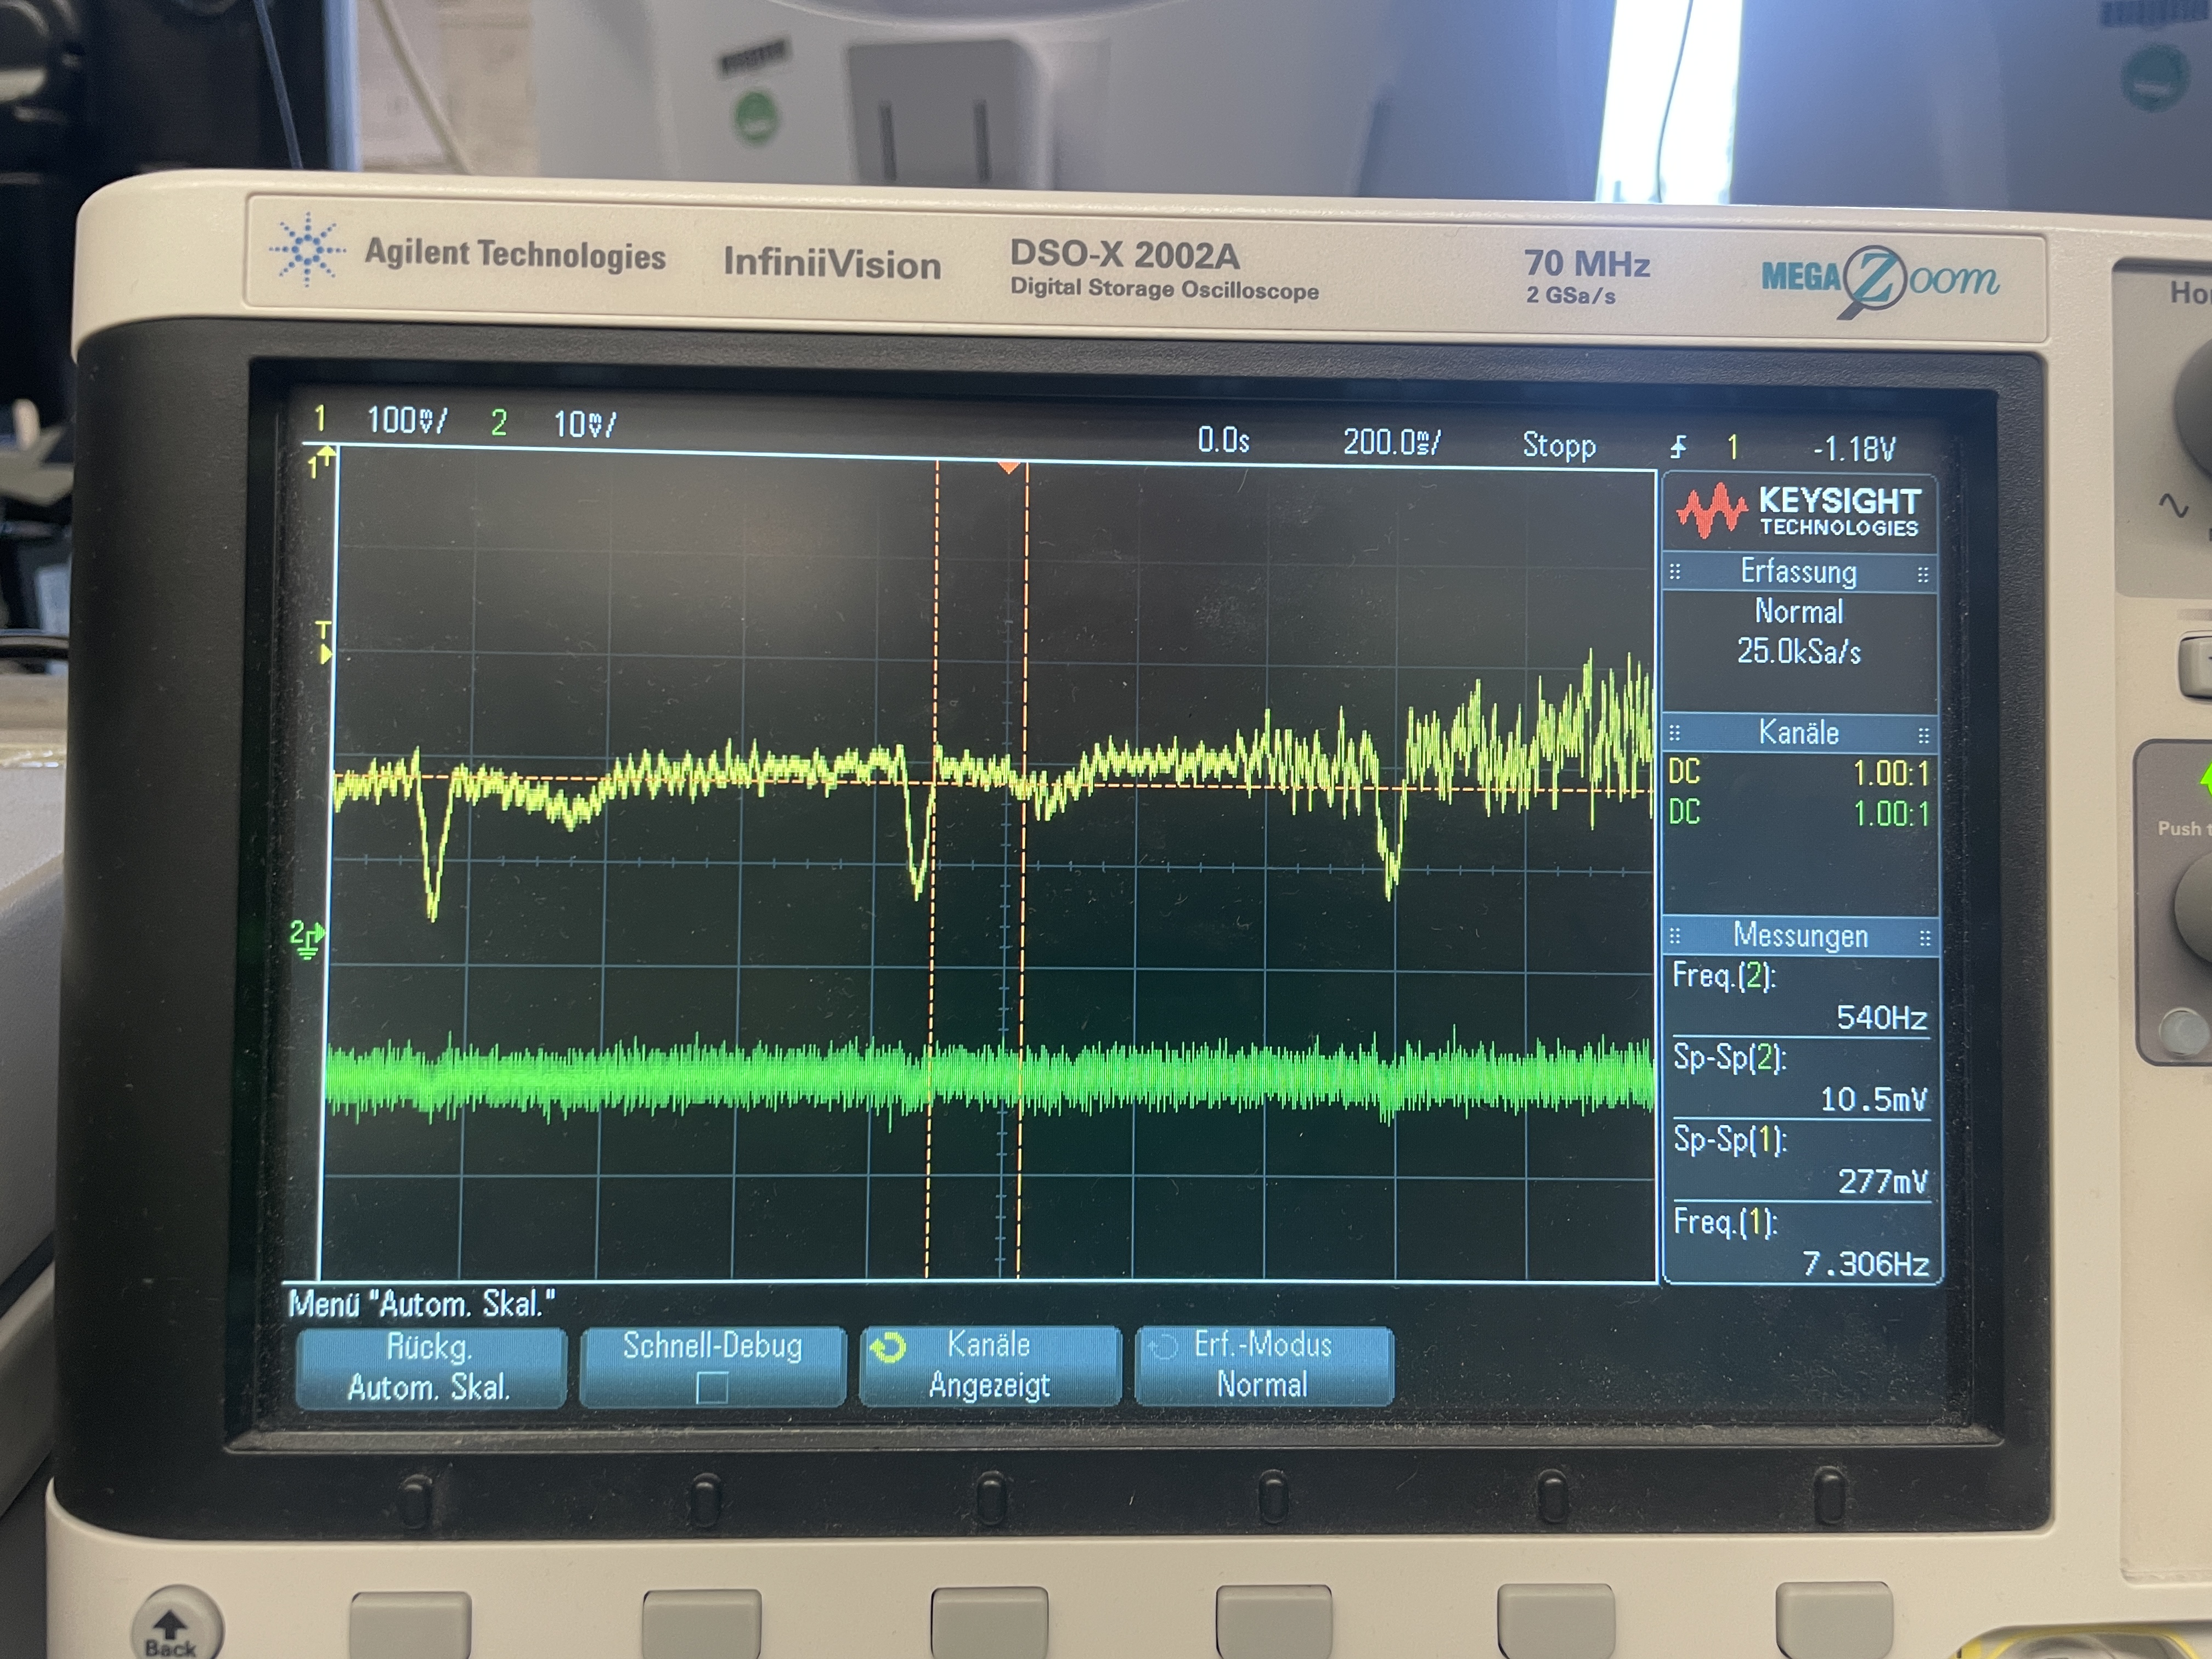 Agilent Technologies InfiniiVision DSO-X 2002A 70 MHz MEGA Zoom
Digital Storage Oscilloscope 2 GSa/s
1 100mV/ 2 10mV/ 0.0s 200.0ms/ Stopp 1 -1.18V
1
T
2
KEYSIGHT
TECHNOLOGIES
Erfassung
Normal
25.0kSa/s
Kanäle
DC 1.00:1
DC 1.00:1
Messungen
Freq.(2):
540Hz
Sp-Sp(2):
10.5mV
Sp-Sp(1):
277mV
Freq.(1):
7.306Hz
Menü "Autom. Skal."
Rückg.
Autom. Skal.
Schnell-Debug
Kanäle
Angezeigt
Erf.-Modus
Normal
Back
Push